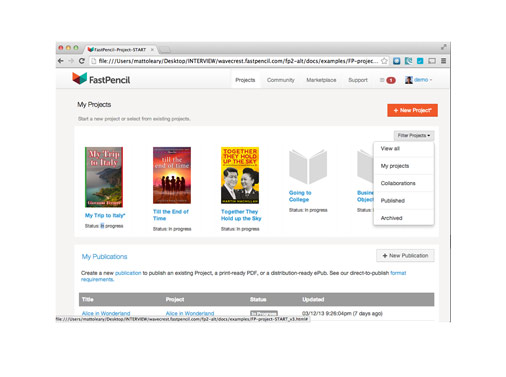 FastPencil-Project-START
file:///Users/mattoleary/Desktop/INTERVIEW/wavecrest.fastpencil.com/fp2-alt/docs/examples/FP-projec...
FastPencil
Projects
Community
Marketplace
Support
demo
My Projects
+ New Project*
Start a new project or select from existing projects.
Filter Projects
View all
My projects
Collaborations
Published
Archived
My Trip to Italy
till the end of time
TOGETHER THEY HOLD UP THE SKY
My Trip to Italy*
Status: In progress
Till the End of Time
Status: In progress
Together They Hold up the Sky
Status: In progress
Going to College
Status: In progress
Status: In
My Publications
+ New Publication
Create a new publication to publish an existing Project, a print-ready PDF, or a distribution-ready ePub. See our direct-to-publish format
requirements.
Title Project Status Updated
Alice in Wonderland Alice in Wonderland In Progress 03/12/13 9:26:04pm (7 days ago)
file:///Users/mattoleary/Desktop/INTERVIEW/wavecrest.fastpencil.com/fp2-alt/docs/examples/FP-project-START_v3.html#